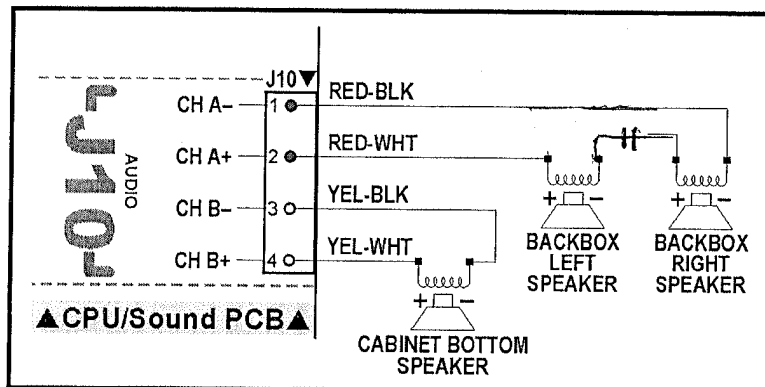 J10▼
J10
AUDIO
CH A– 1 RED-BLK
CH A+ 2 RED-WHT
CH B– 3 YEL-BLK
CH B+ 4 YEL-WHT
+ –
BACKBOX
LEFT
SPEAKER
+ –
BACKBOX
RIGHT
SPEAKER
+ –
CABINET BOTTOM
SPEAKER
▲CPU/Sound PCB▲